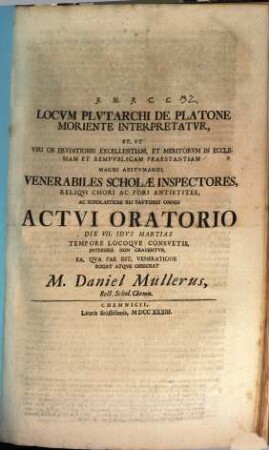 J. N. J. C. C. 92
LOCVM PLVTARCHI DE PLATONE
MORIENTE INTERPRETATVR,
ET, VT
VIRI OB ERVDITIONIS EXCELLENTIAM, ET MERITORVM IN ECCLE-
SIAM ET REMPVBLICAM PRAESTANTIAM
MAGNI AESTVMANDI,
VENERABILES SCHOLÆ INSPECTORES,
RELIQVI CHORI AC FORI ANTISTITES,
AC SCHOLASTICAE REI FAVTORES OMNES
ACTVI ORATORIO
DIE VII. IDVS MARTIAS
TEMPORE LOCOQVE CONSVETIS,
INTERESSE NON GRAVENTVR,
EA, QVA PAR EST, VENERATIONE
ROGAT ATQVE OBSECRAT
M. Daniel Mullerus,
Rect. Schol. Chemn.
CHEMNICII,
Literis Stösselianis, MDCCXXXIII.